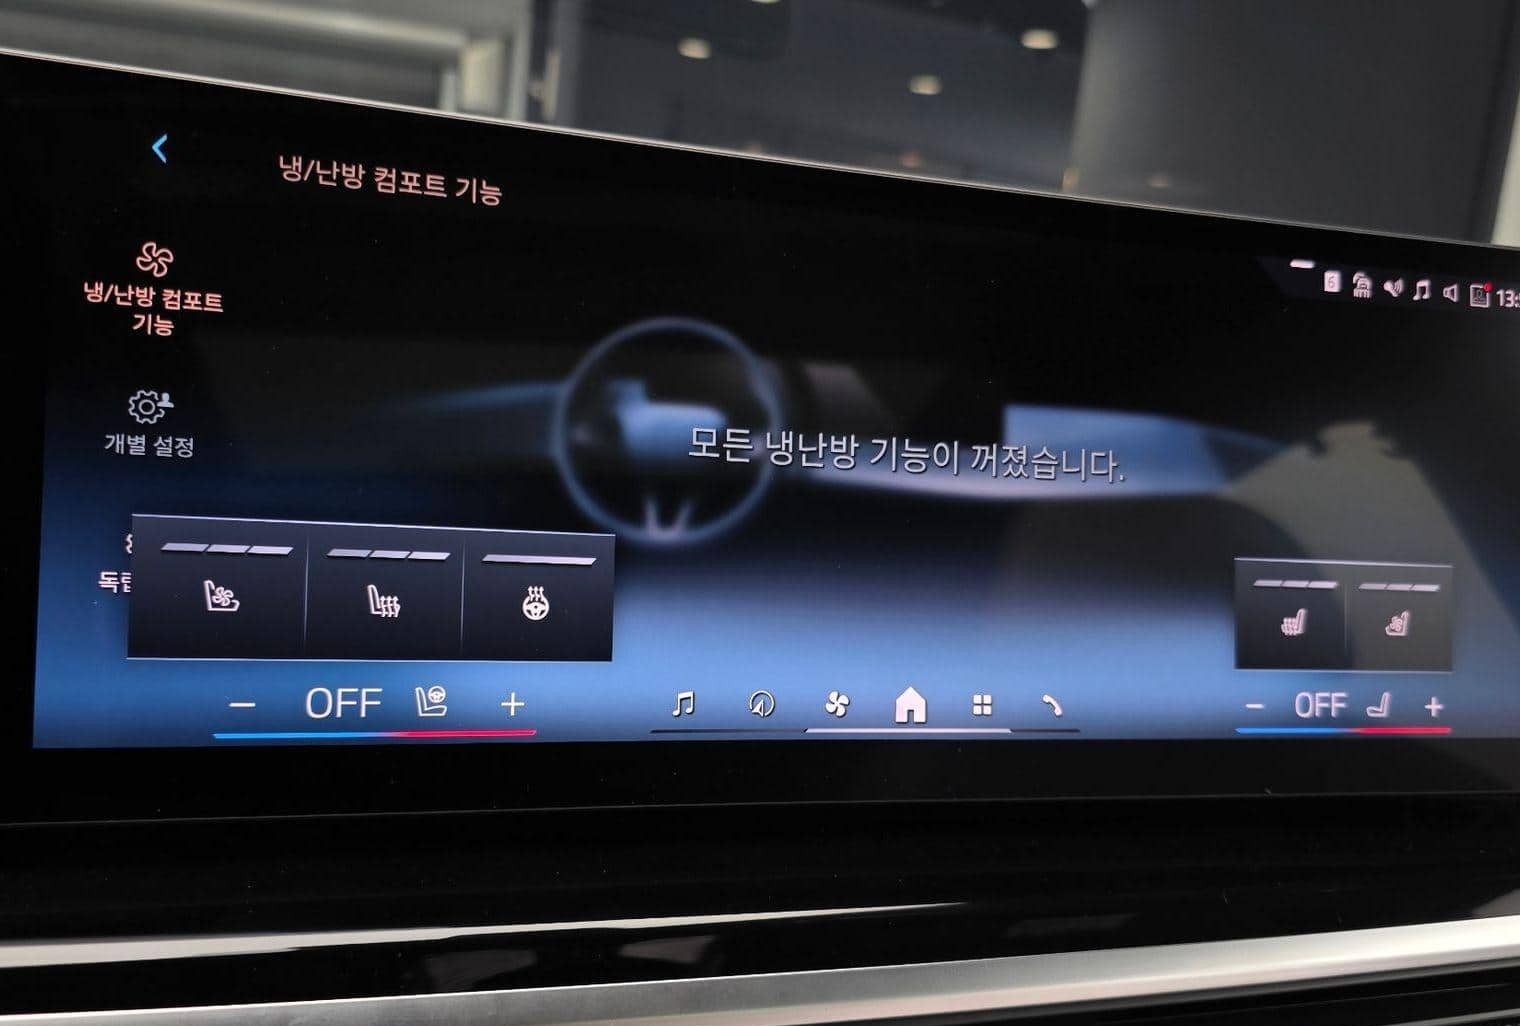 냉/난방 컴포트 기능
냉/난방 컴포트
기능
개별 설정
모든 냉난방 기능이 꺼졌습니다.
OFF
OFF